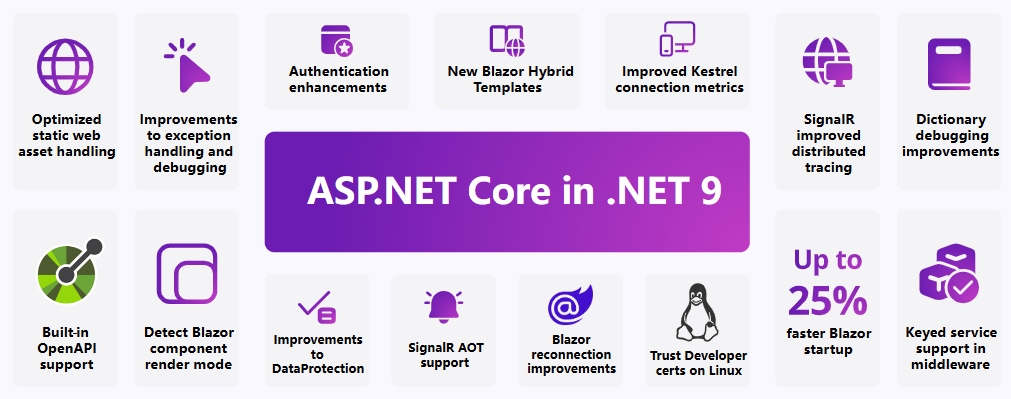 Optimized
static web
asset handling
Improvements
to exception
handling and
debugging
Authentication
enhancements
New Blazor Hybrid
Templates
Improved Kestrel
connection metrics
SignalR
improved
distributed
tracing
Dictionary
debugging
improvements
ASP.NET Core in .NET 9
Built-in
OpenAPI
support
Detect Blazor
component
render mode
Improvements
to
DataProtection
SignalR AOT
support
@
Blazor
reconnection
improvements
Trust Developer
certs on Linux
Up to
25%
faster Blazor
startup
Keyed service
support in
middleware